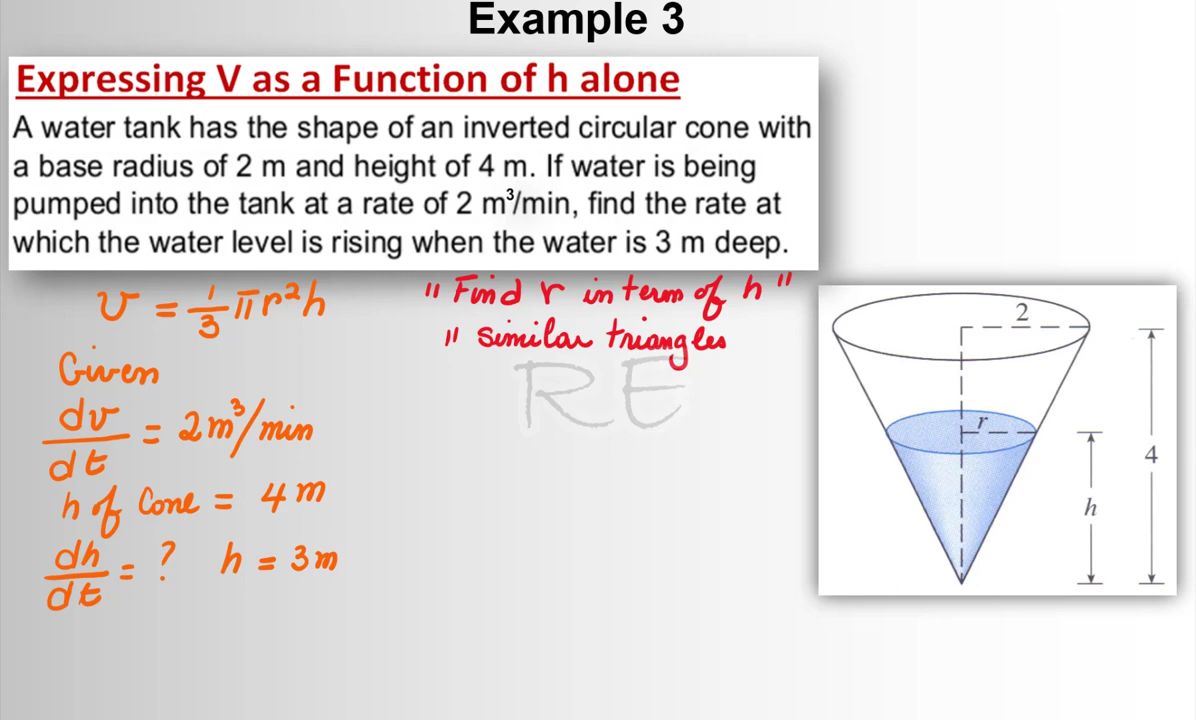 Example 3
Expressing V as a Function of h alone
A water tank has the shape of an inverted circular cone with
a base radius of 2 m and height of 4 m. If water is being
pumped into the tank at a rate of 2 m³/min, find the rate at
which the water level is rising when the water is 3 m deep.
v = 1/3 πr²h
"Find r in term of h"
" similar triangles
RE
Given
dv/dt = 2m³/min
h of Cone = 4 m
dh/dt = ? h = 3m
2
r
4
h